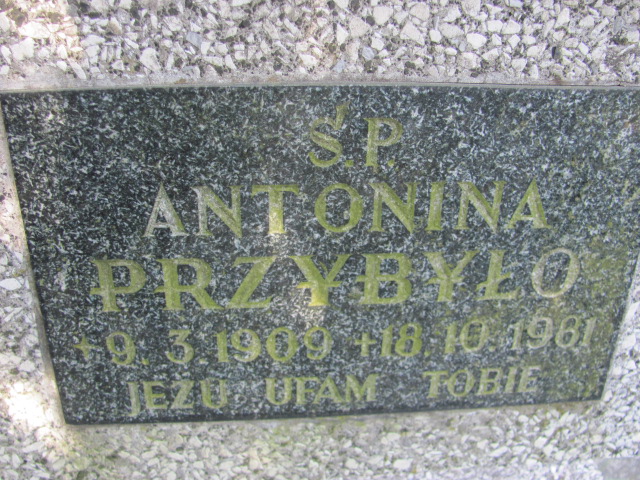 Ś.P.
ANTONINA
PRZYBYŁO
+9.3.1909 +18.10.1961
JEZU UFAM TOBIE